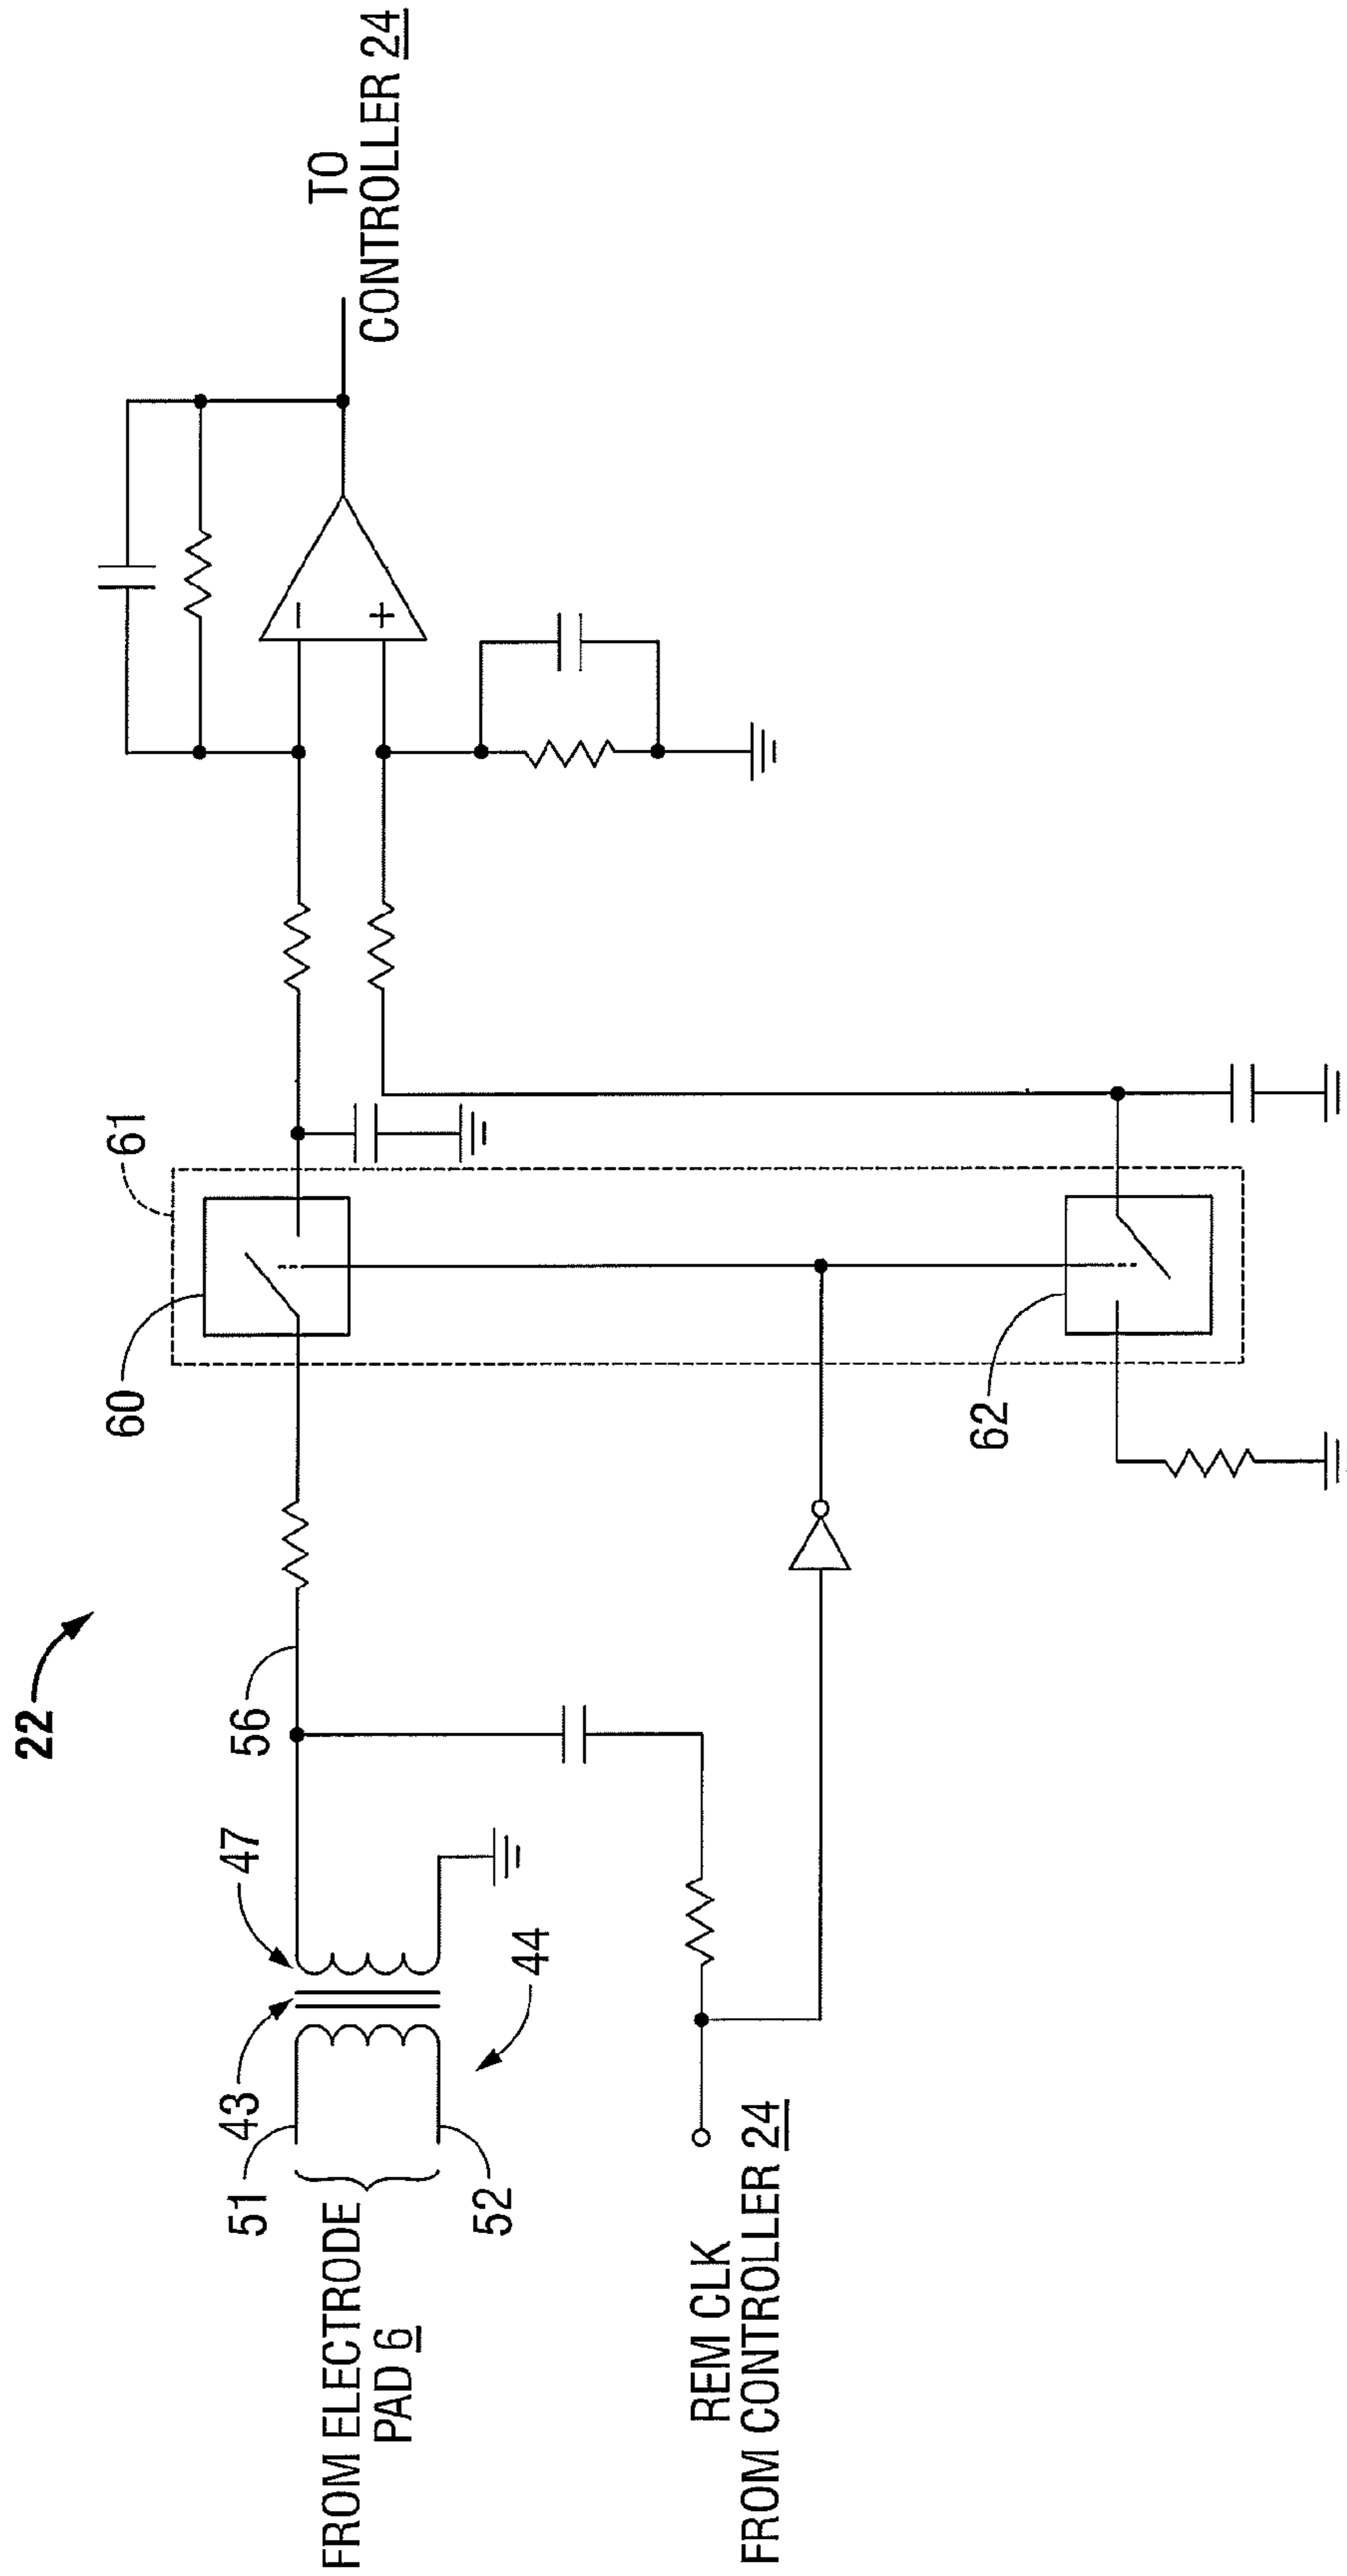 22
FROM ELECTRODE
PAD 6
51
52
43
47
44
56
60
61
62
REM CLK
FROM CONTROLLER 24
−
+
TO
CONTROLLER 24